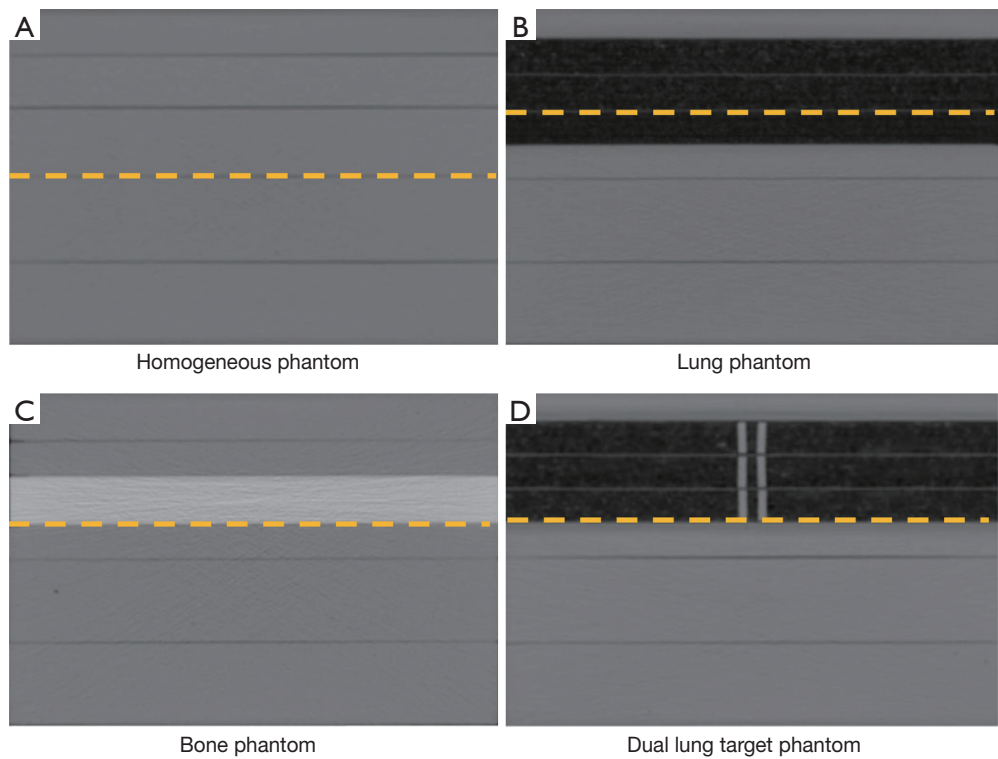 A
B
Homogeneous phantom
Lung phantom
C
D
Bone phantom
Dual lung target phantom